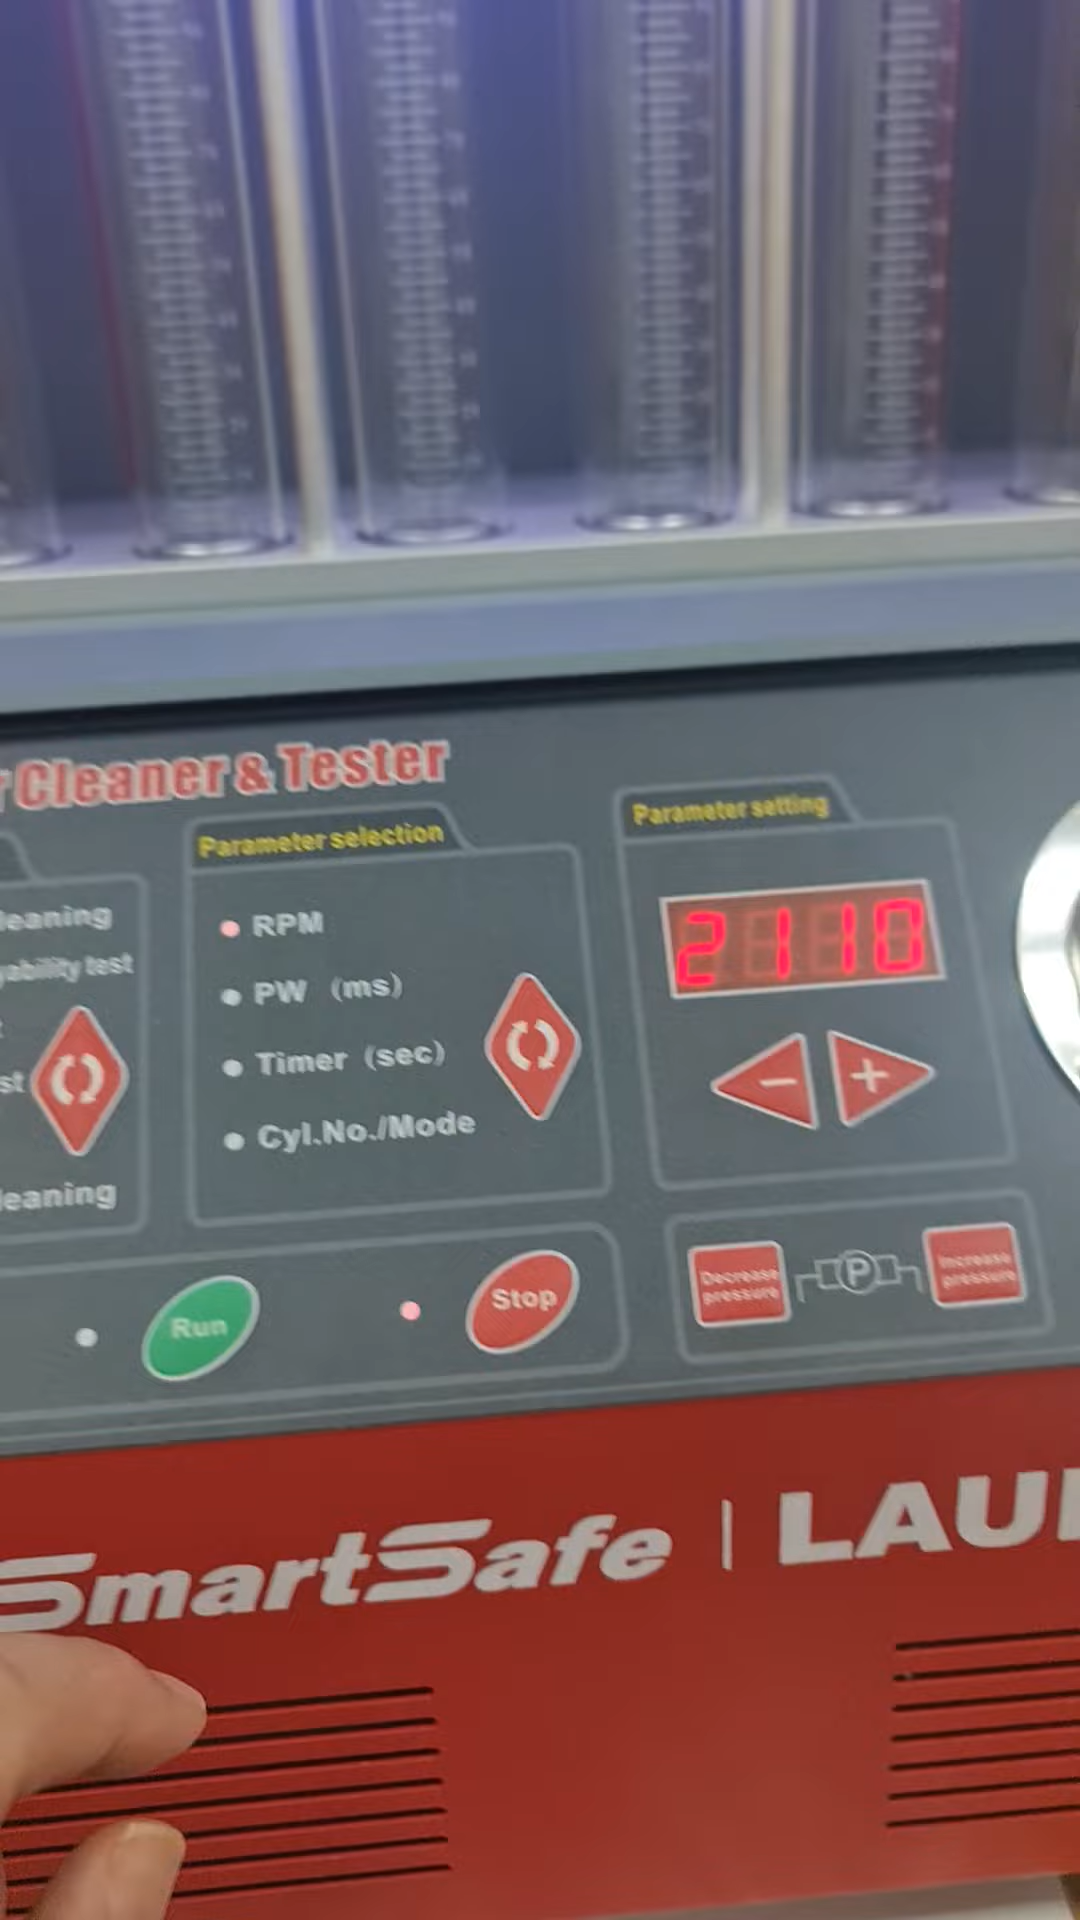 r Cleaner & Tester
Parameter selection
Parameter setting
leaning
yability test
st
leaning
RPM
PW (ms)
Timer (sec)
Cyl.No./Mode
2110
−
+
Run
Stop
Decrease
pressure
P
Increase
pressure
SmartSafe | LAU